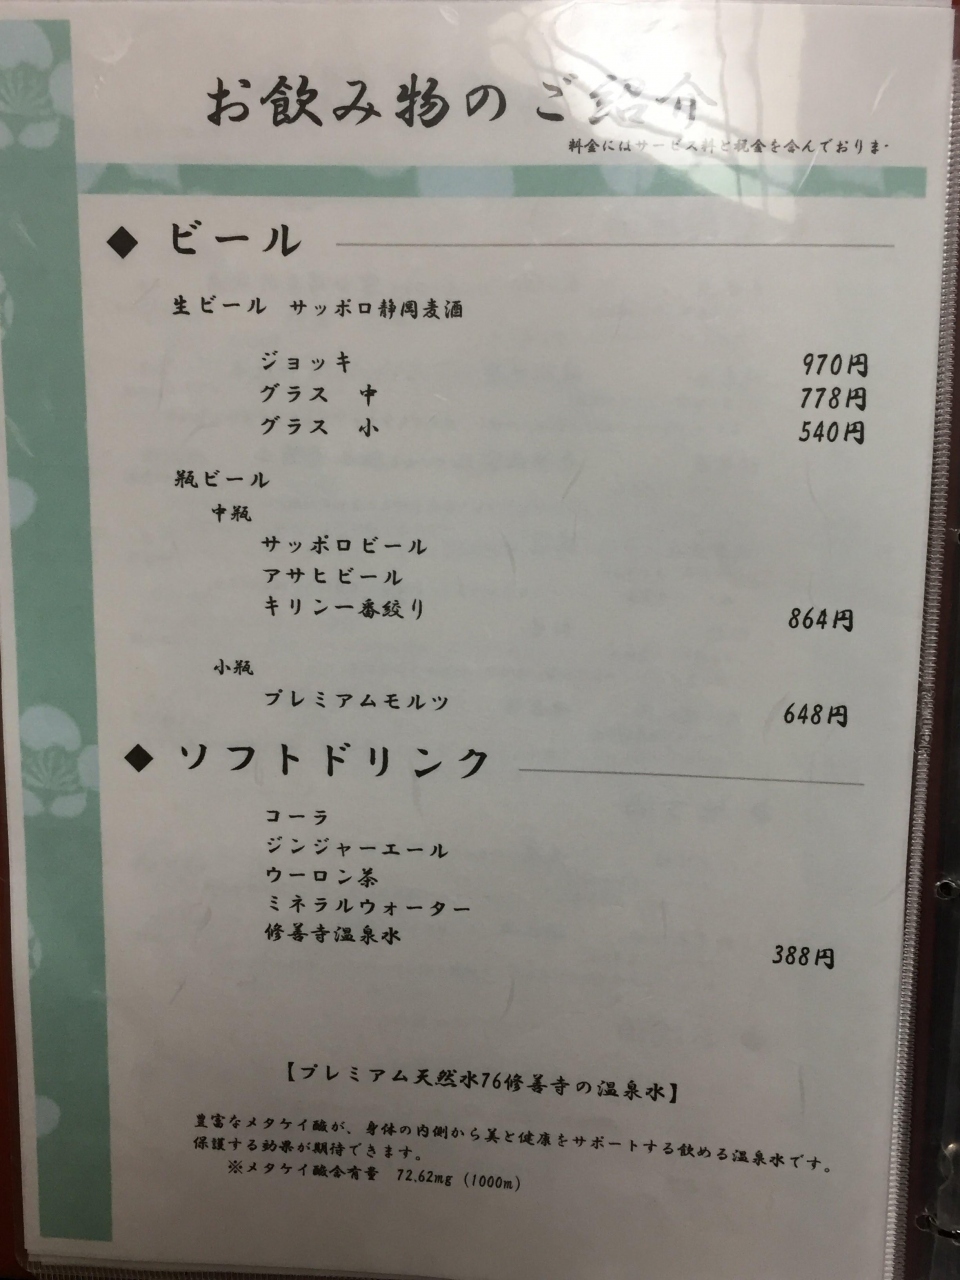 お飲み物のご紹介
料金にはサービス料と税金を含んでおりま
◆ ビール
生ビール サッポロ静岡麦酒
ジョッキ 970円
グラス 中 778円
グラス 小 540円
瓶ビール
中瓶
サッポロビール
アサヒビール
キリン一番絞り 864円
小瓶
プレミアムモルツ 648円
◆ ソフトドリンク
コーラ
ジンジャーエール
ウーロン茶
ミネラルウォーター
修善寺温泉水 388円
【プレミアム天然水76修善寺の温泉水】
豊富なメタケイ酸が、身体の内側から美と健康をサポートする飲める温泉水です。
保護する効果が期待できます。
※メタケイ酸含有量 72.62mg (1000m)